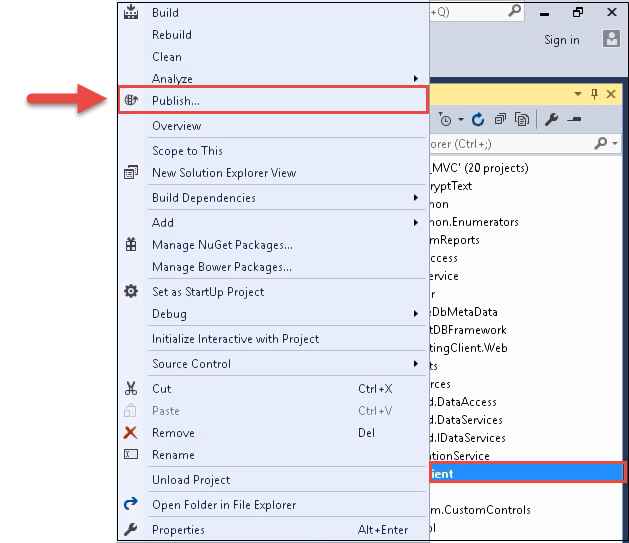 Build
Rebuild
Clean
Analyze
Publish...
Overview
Scope to This
New Solution Explorer View
Build Dependencies
Add
Manage NuGet Packages...
Manage Bower Packages...
Set as StartUp Project
Debug
Initialize Interactive with Project
Source Control
Cut Ctrl+X
Paste Ctrl+V
Remove Del
Rename
Unload Project
Open Folder in File Explorer
Properties Alt+Enter
+Q)
Sign in
orer (Ctrl+;)
_MVC' (20 projects)
ryptText
non
non.Enumerators
mReports
ccess
ervice
r
eDbMetaData
tDBFramework
tingClient.Web
ts
rces
d.DataAccess
d.DataServices
d.IDataServices
tionService
ient
m.CustomControls
ol